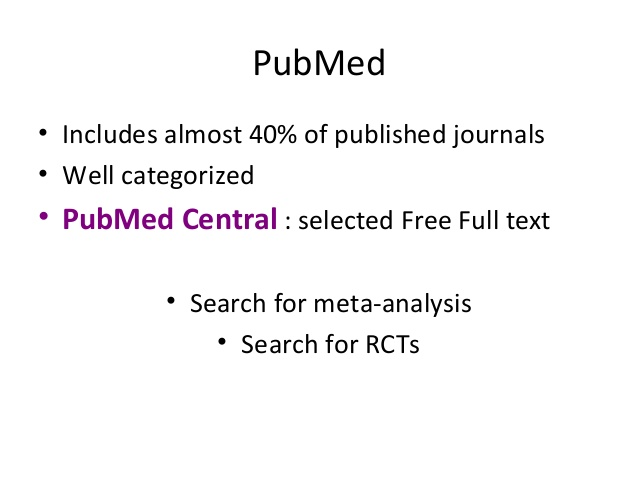 PubMed
• Includes almost 40% of published journals
• Well categorized
• PubMed Central : selected Free Full text
• Search for meta-analysis
• Search for RCTs